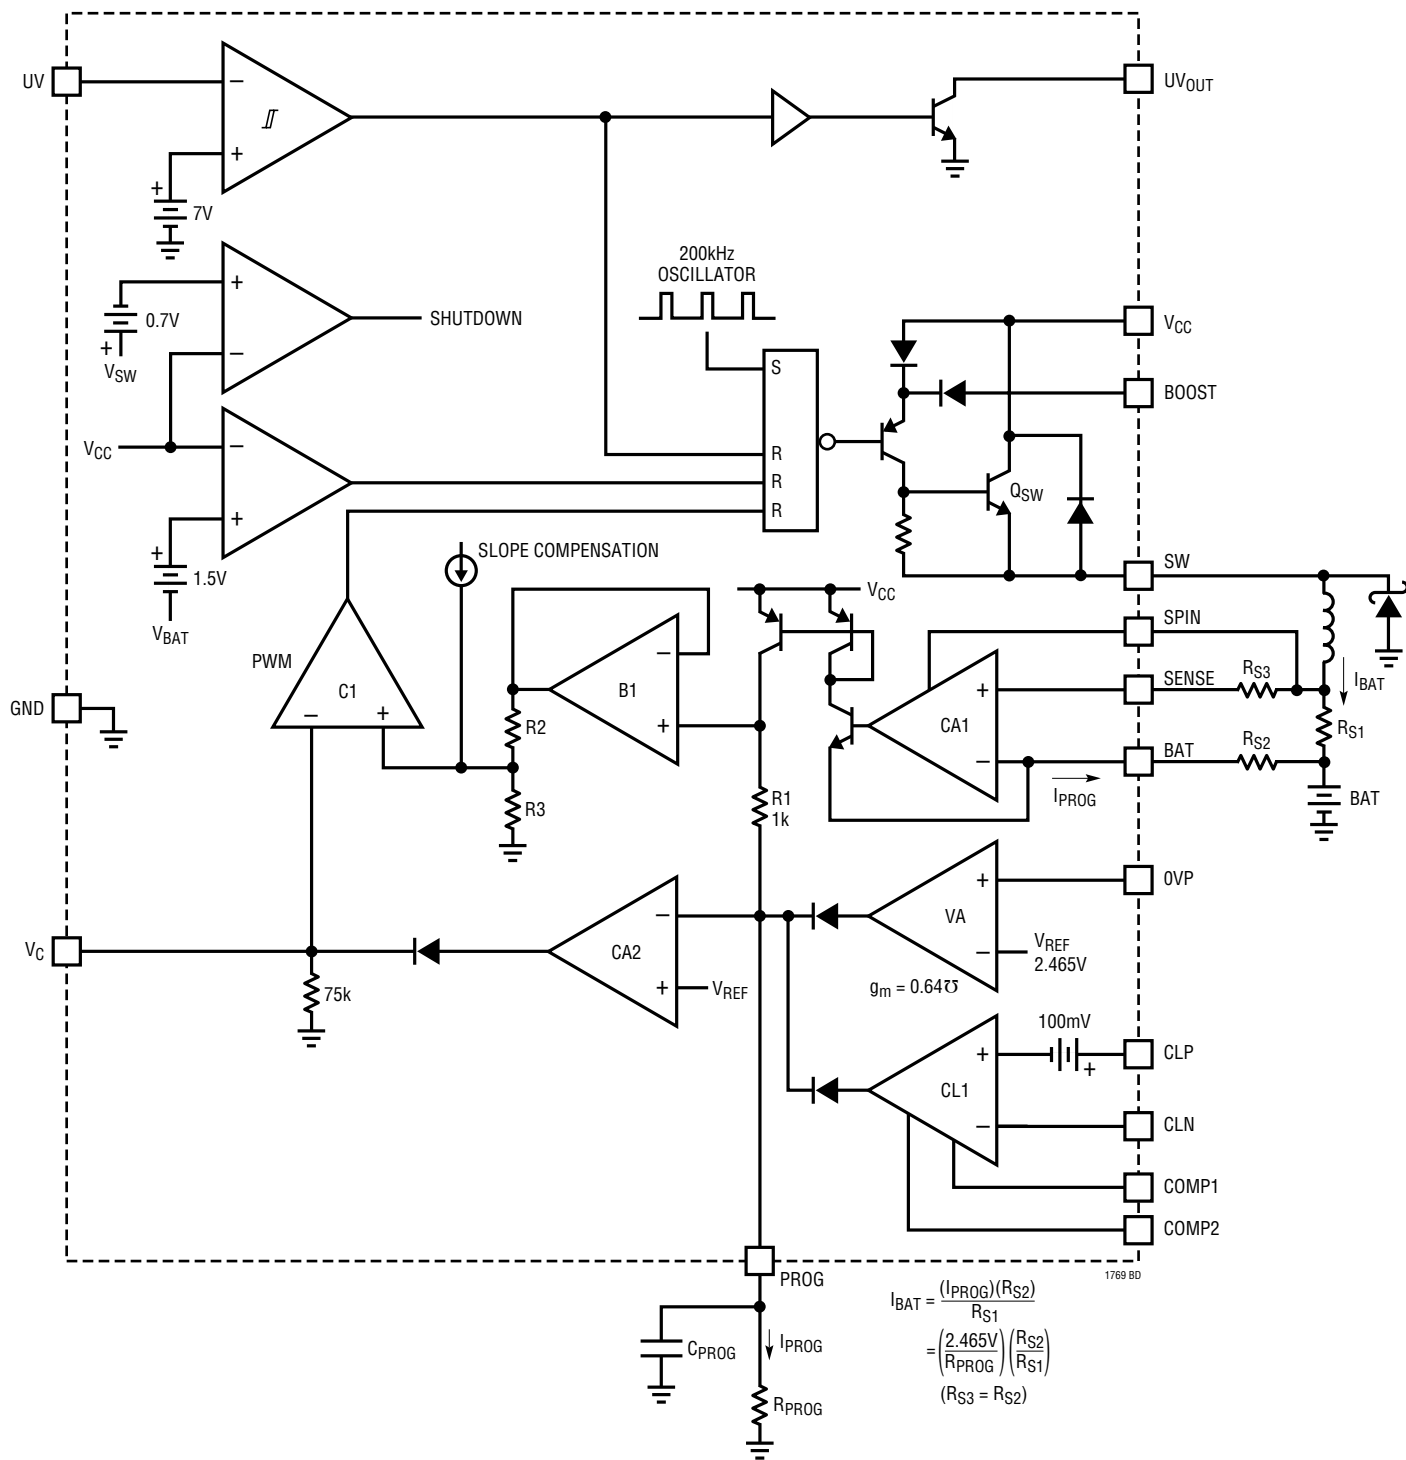 UV
−
+
+
7V
UVOUT
200kHz
OSCILLATOR
+
−
0.7V
+
VSW
SHUTDOWN
VCC
−
+
+
1.5V
VBAT
S
R
R
R
VCC
BOOST
QSW
SW
SPIN
SENSE
BAT
RS3
RS2
RS1
IBAT
BAT
SLOPE COMPENSATION
PWM
C1
−
+
GND
B1
−
+
R2
R3
VCC
R1
1k
CA1
+
−
IPROG
VC
75k
CA2
−
+
VREF
VA
+
−
VREF
2.465V
gm = 0.64℧
0VP
100mV
+
CL1
+
−
CLP
CLN
COMP1
COMP2
PROG
1769 BD
CPROG
IPROG
RPROG
IBAT = (IPROG)(RS2)
RS1
= (2.465V/RPROG)(RS2/RS1)
(RS3 = RS2)